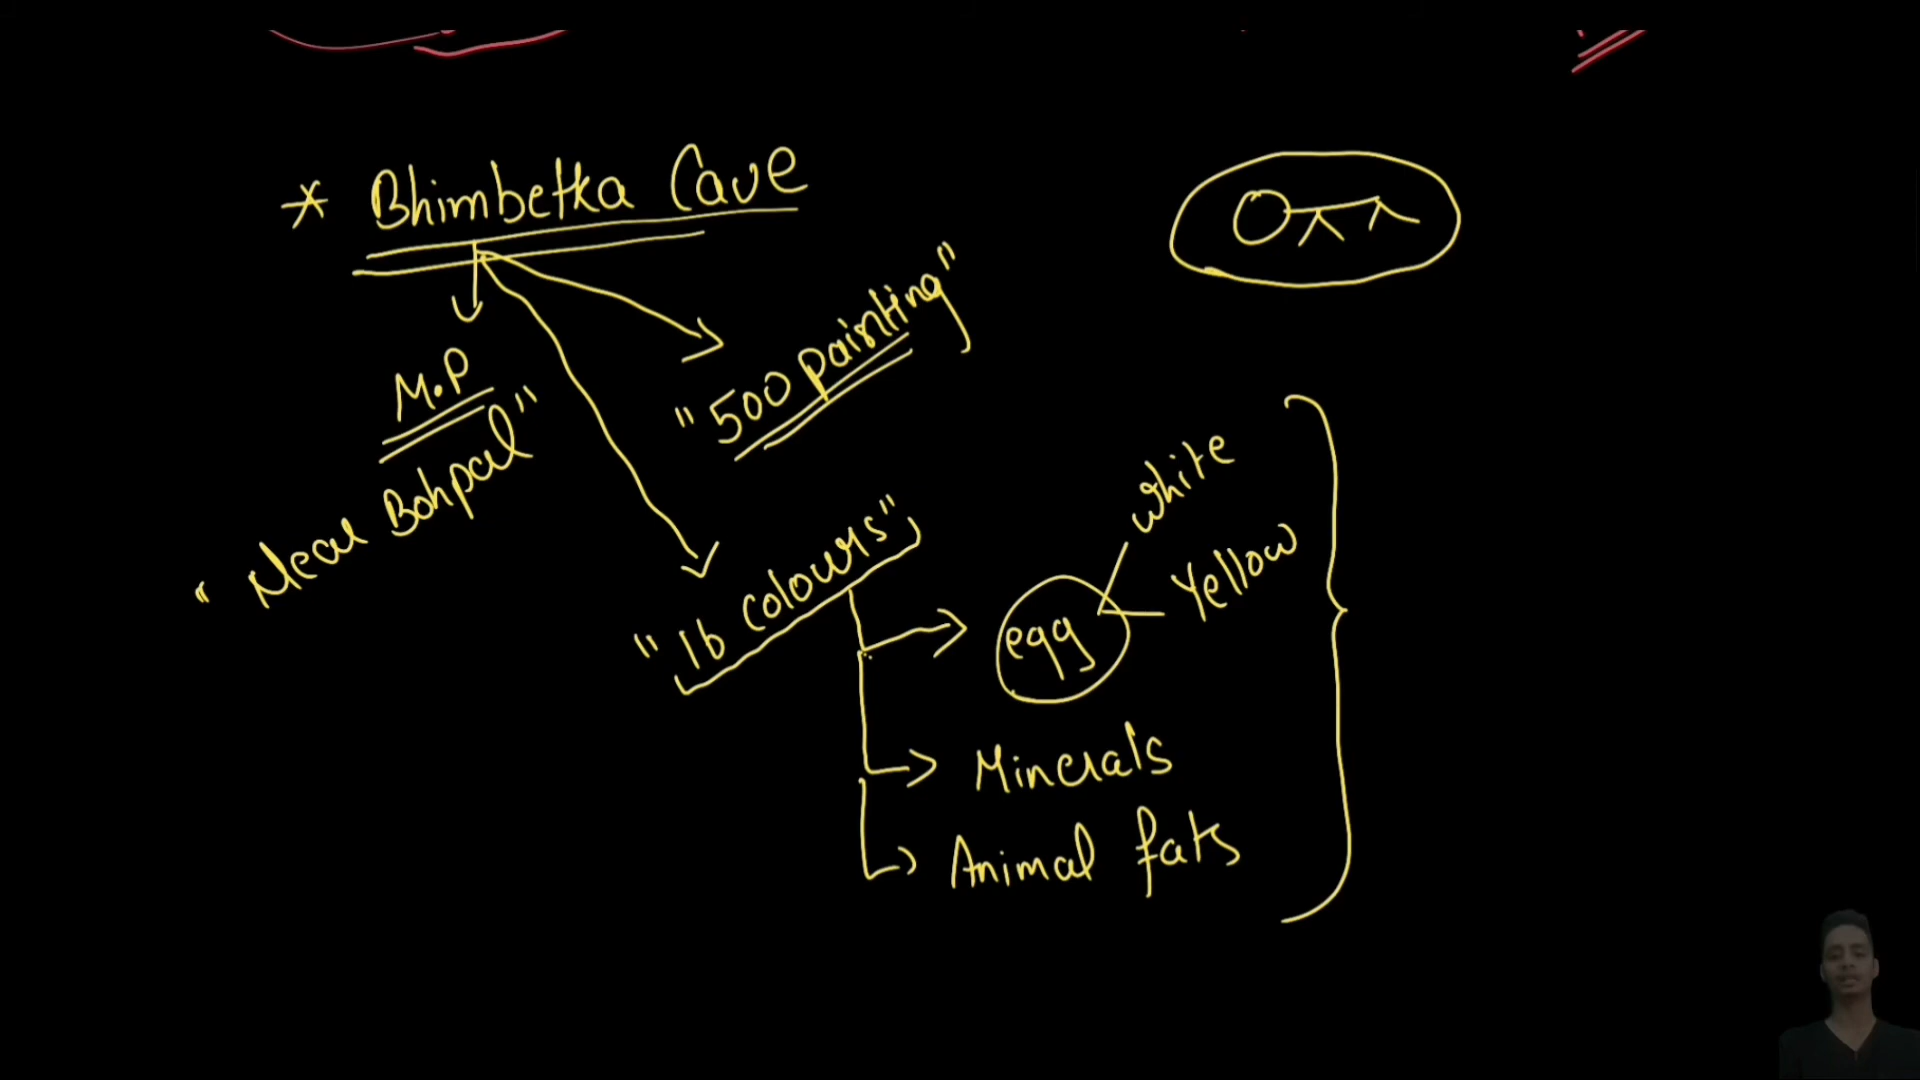 * Bhimbetka Cave
M.P
"Near Bohpal"
"500 painting"
"16 colours"
egg
white
Yellow
Minerals
Animal fats